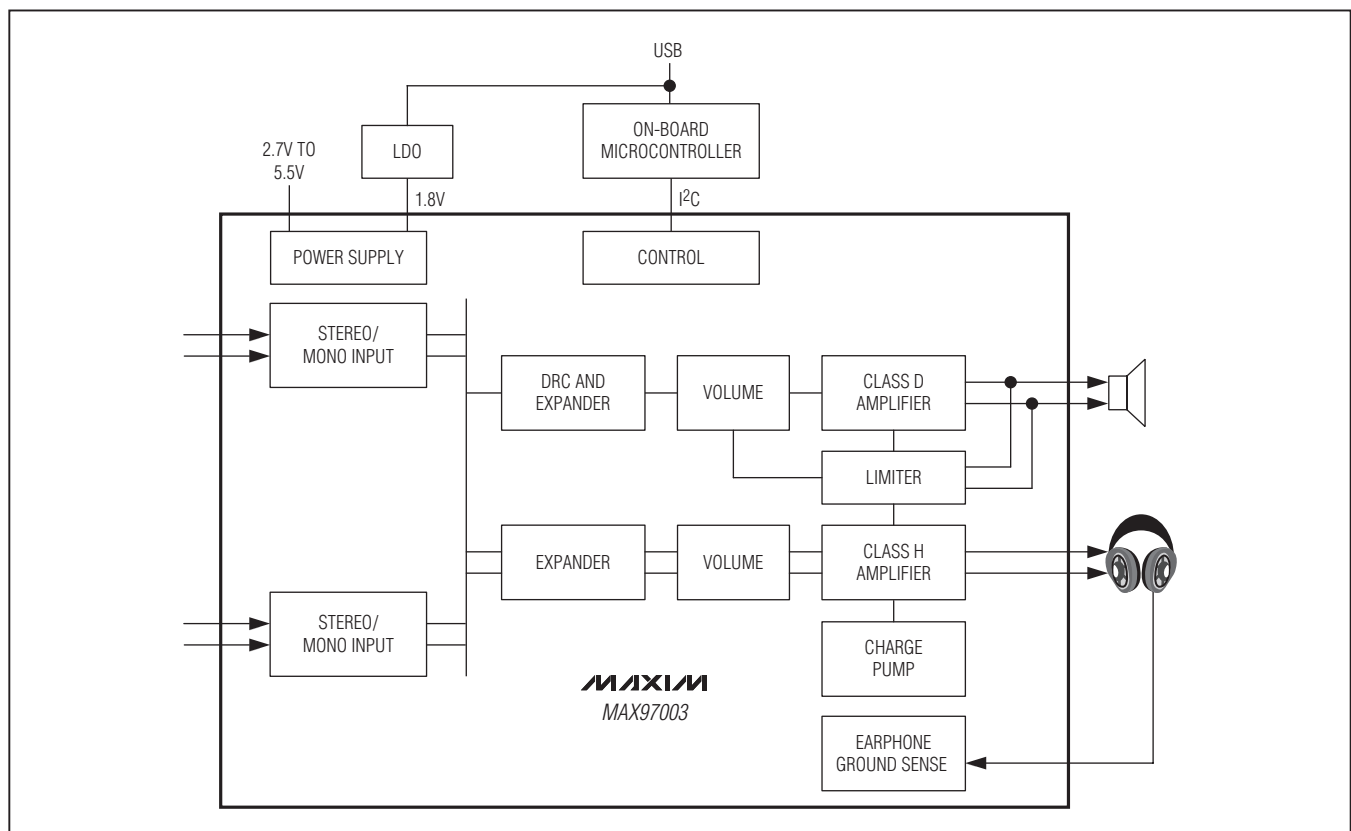 USB
ON-BOARD
MICROCONTROLLER
LDO
2.7V TO
5.5V
1.8V
I²C
POWER SUPPLY
CONTROL
STEREO/
MONO INPUT
DRC AND
EXPANDER
VOLUME
CLASS D
AMPLIFIER
LIMITER
EXPANDER
VOLUME
CLASS H
AMPLIFIER
STEREO/
MONO INPUT
CHARGE
PUMP
MAXIM
MAX97003
EARPHONE
GROUND SENSE